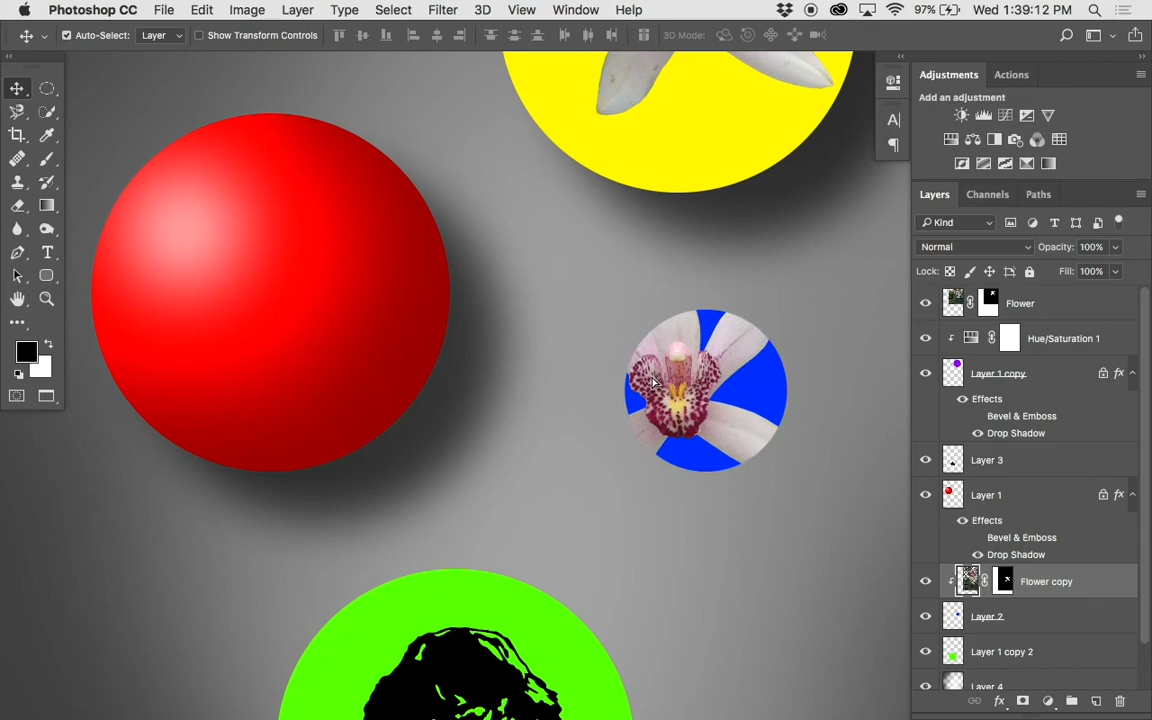 Photoshop CC File Edit Image Layer Type Select Filter 3D View Window Help 97% Wed 1:39:12 PM
Auto-Select: Layer Show Transform Controls 3D Mode:
Adjustments Actions
Add an adjustment
Layers Channels Paths
Kind
Normal Opacity: 100%
Lock: Fill: 100%
Flower
Hue/Saturation 1
Layer 1 copy fx
Effects
Bevel & Emboss
Drop Shadow
Layer 3
Layer 1 fx
Effects
Bevel & Emboss
Drop Shadow
Flower copy
Layer 2
Layer 1 copy 2
Layer 4
fx